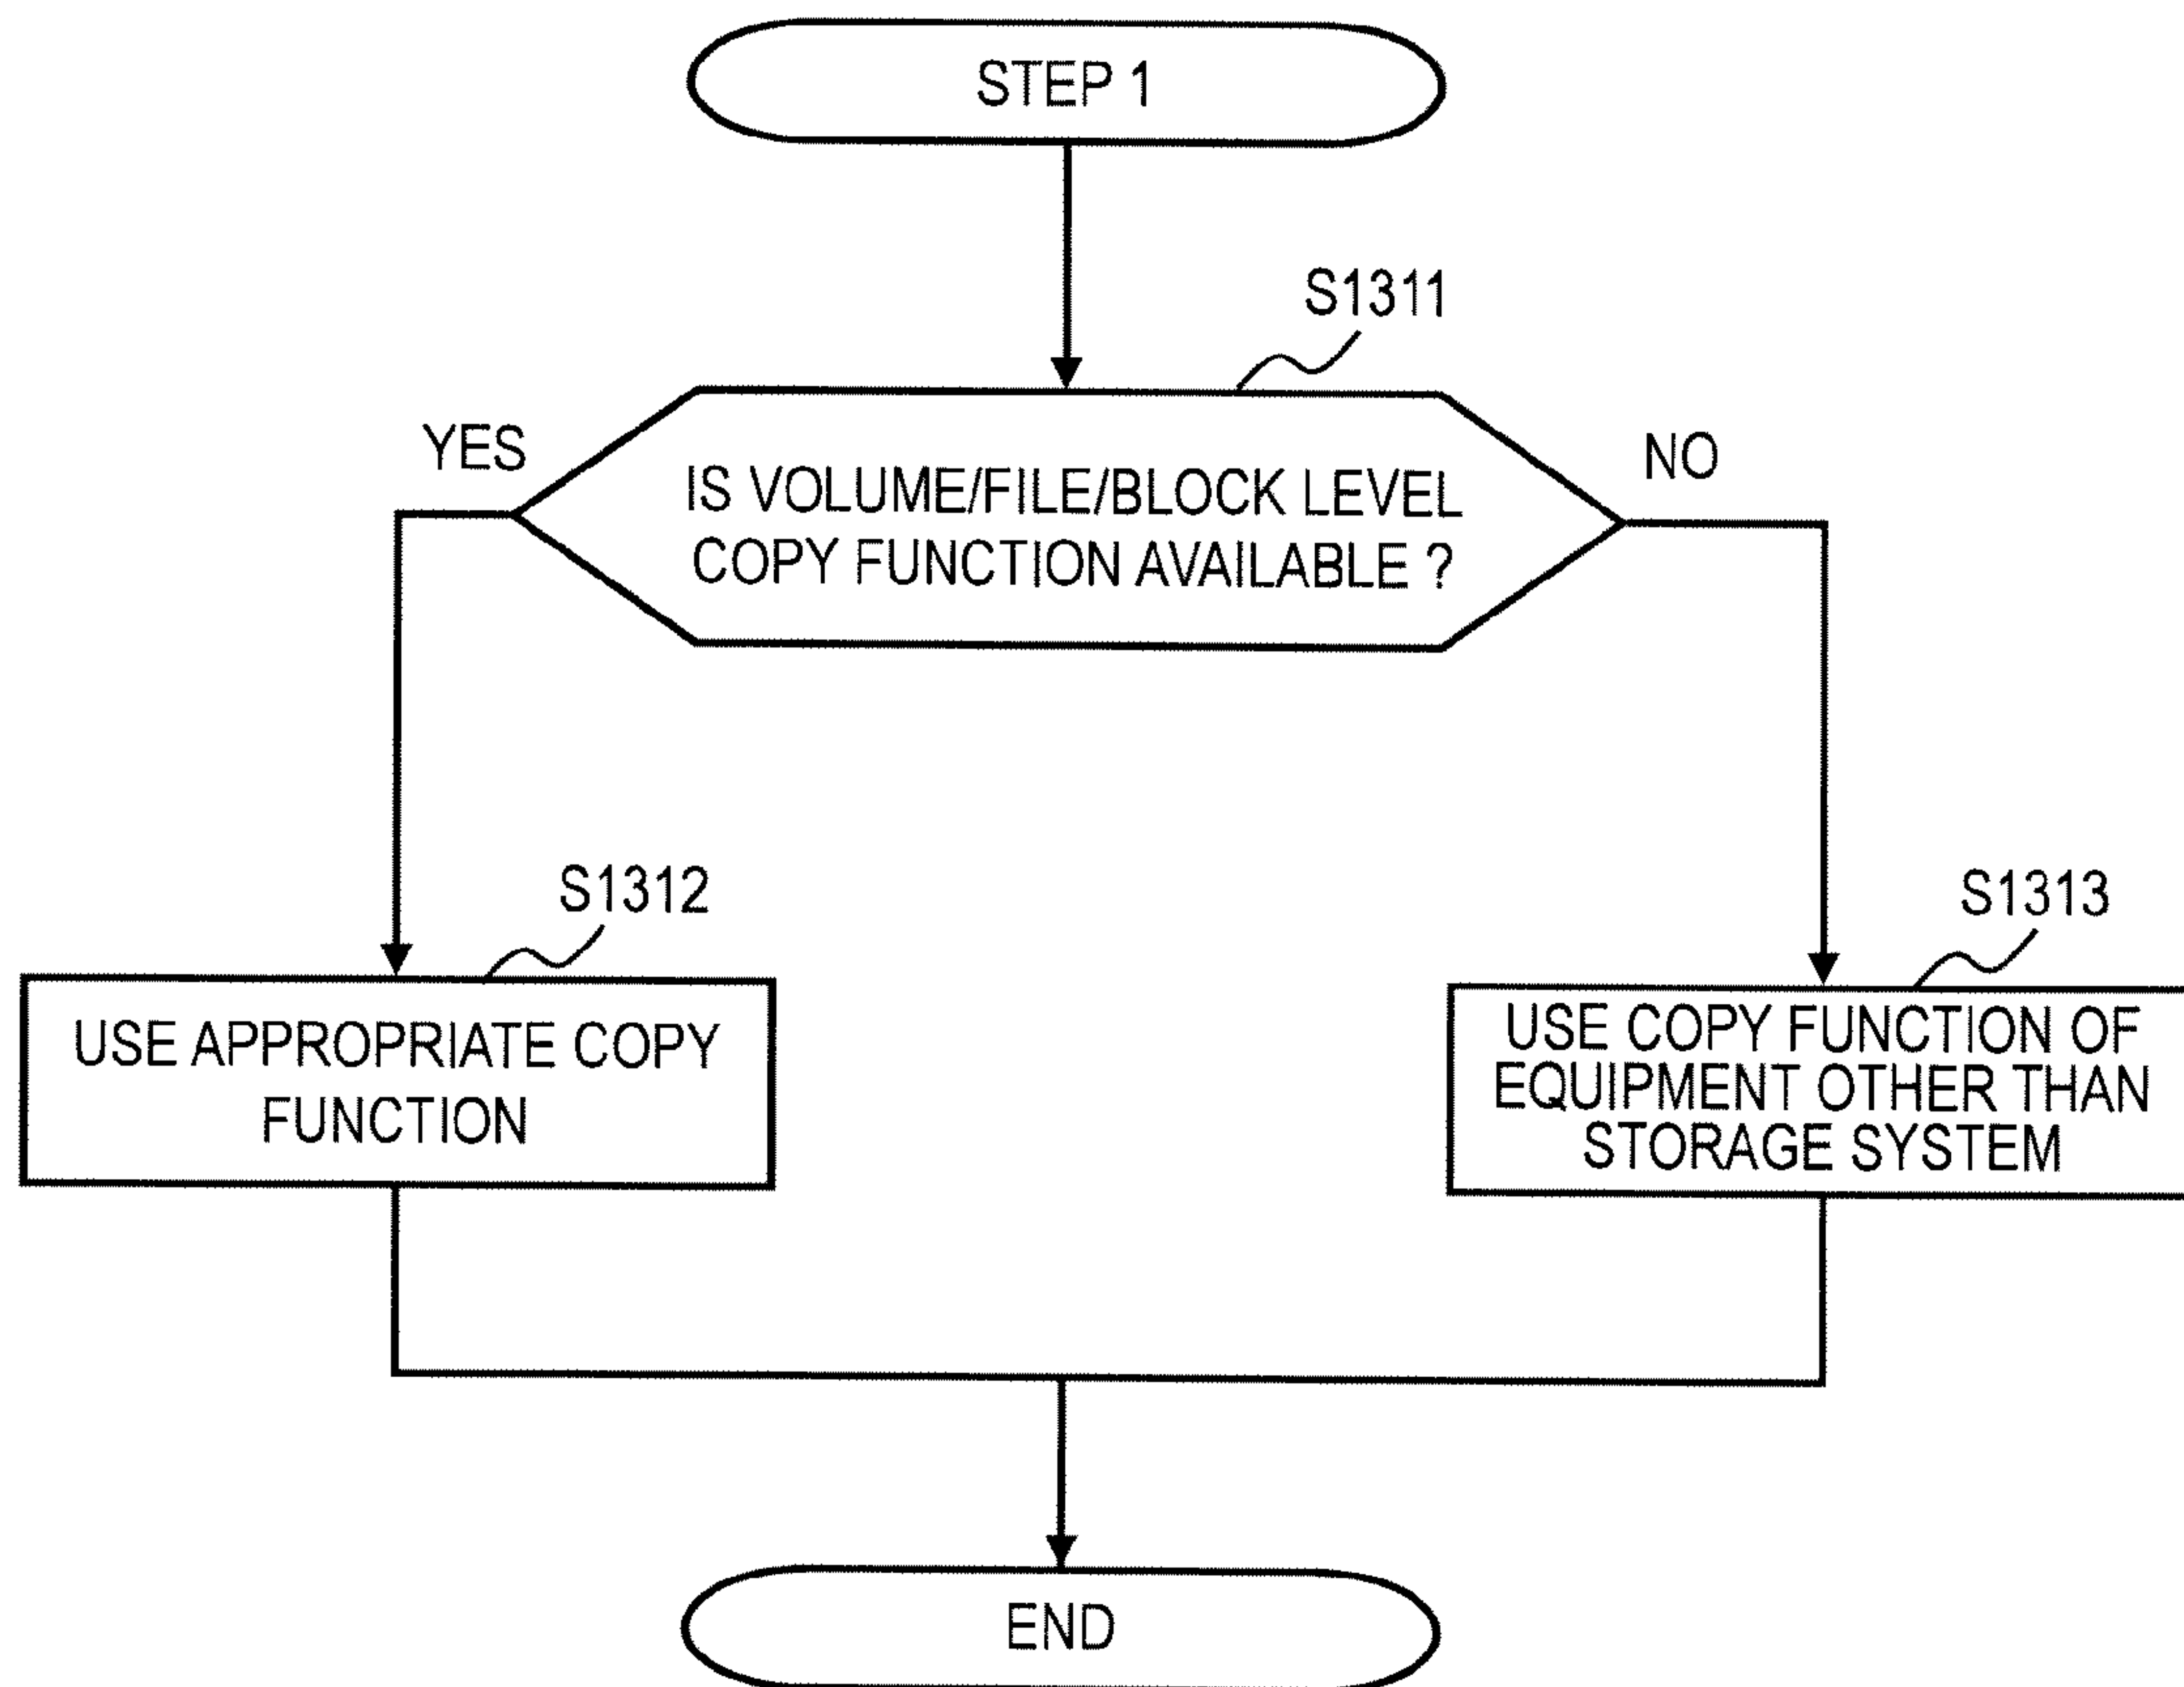 STEP 1
S1311
YES
NO
IS VOLUME/FILE/BLOCK LEVEL
COPY FUNCTION AVAILABLE ?
S1312
S1313
USE APPROPRIATE COPY
FUNCTION
USE COPY FUNCTION OF
EQUIPMENT OTHER THAN
STORAGE SYSTEM
END